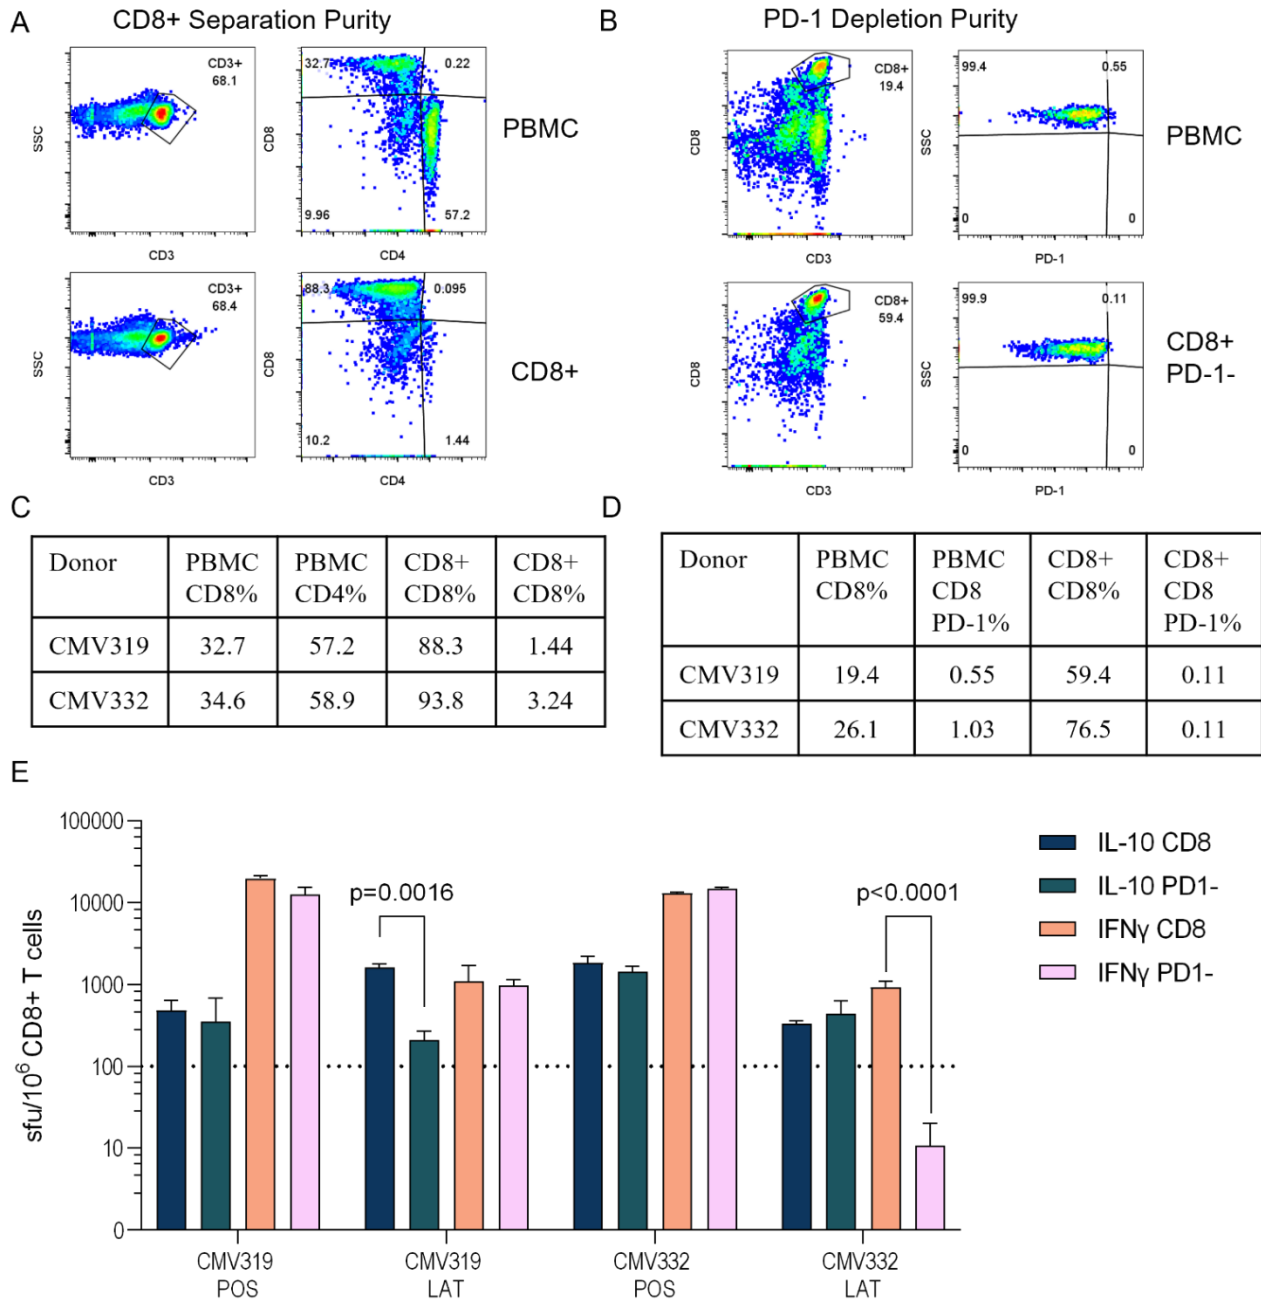 A
CD8+ Separation Purity
CD3+
68.1
SSC
CD3
32.7
0.22
9.96
57.2
CD8
CD4
PBMC
CD3+
68.4
SSC
CD3
88.3
0.095
10.2
1.44
CD8
CD4
CD8+
B
PD-1 Depletion Purity
CD8+
19.4
CD8
CD3
99.4
0.55
0
0
SSC
PD-1
PBMC
CD8+
59.4
CD8
CD3
99.9
0.11
0
0
SSC
PD-1
CD8+
PD-1-
C
Donor PBMC CD8% PBMC CD4% CD8+ CD8% CD8+ CD8%
CMV319 32.7 57.2 88.3 1.44
CMV332 34.6 58.9 93.8 3.24
D
Donor PBMC CD8% PBMC CD8 PD-1% CD8+ CD8% CD8+ CD8 PD-1%
CMV319 19.4 0.55 59.4 0.11
CMV332 26.1 1.03 76.5 0.11
E
sfu/10⁶ CD8+ T cells
100000
10000
1000
100
10
0
p=0.0016
p<0.0001
CMV319
POS
CMV319
LAT
CMV332
POS
CMV332
LAT
IL-10 CD8
IL-10 PD1-
IFNγ CD8
IFNγ PD1-